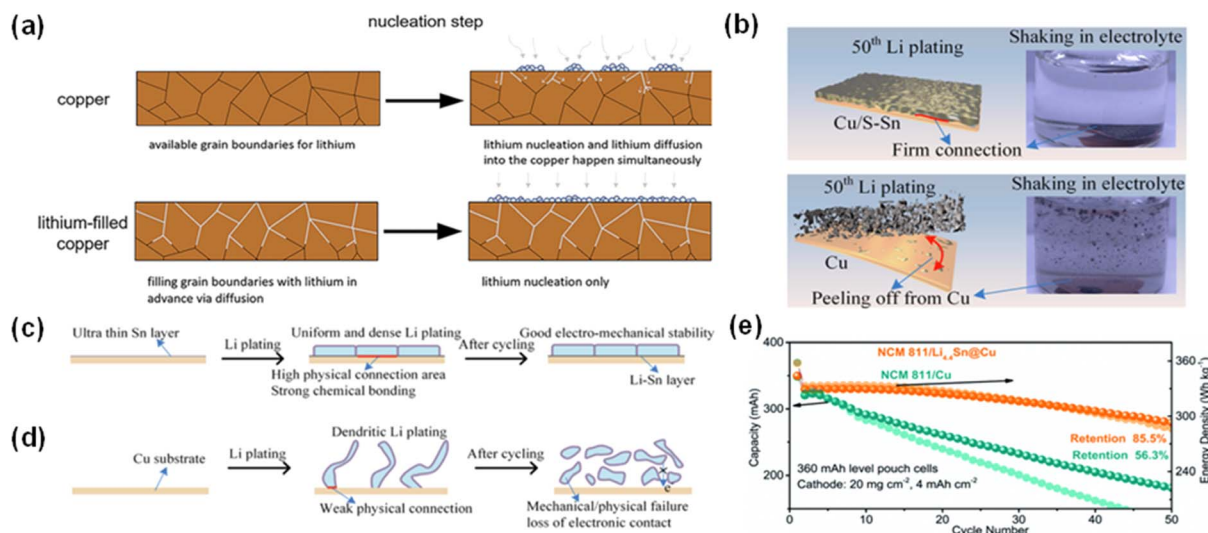 (a)
nucleation step
copper
available grain boundaries for lithium
lithium nucleation and lithium diffusion
into the copper happen simultaneously
lithium-filled
copper
filling grain boundaries with lithium in
advance via diffusion
lithium nucleation only
(b)
50th Li plating
Shaking in electrolyte
Cu/S-Sn
Firm connection
50th Li plating
Shaking in electrolyte
Cu
Peeling off from Cu
(c)
Ultra thin Sn layer
Li plating
Uniform and dense Li plating
After cycling
Good electro-mechanical stability
High physical connection area
Strong chemical bonding
Li-Sn layer
(d)
Cu substrate
Li plating
Dendritic Li plating
After cycling
Weak physical connection
e
Mechanical/physical failure
loss of electronic contact
(e)
NCM 811/Li4.4Sn@Cu
NCM 811/Cu
Retention 85.5%
Retention 56.3%
360 mAh level pouch cells
Cathode: 20 mg cm-2, 4 mAh cm-2
Capacity (mAh)
400
300
200
Energy Density (Wh kg-1)
360
300
240
0 10 20 30 40 50
Cycle Number